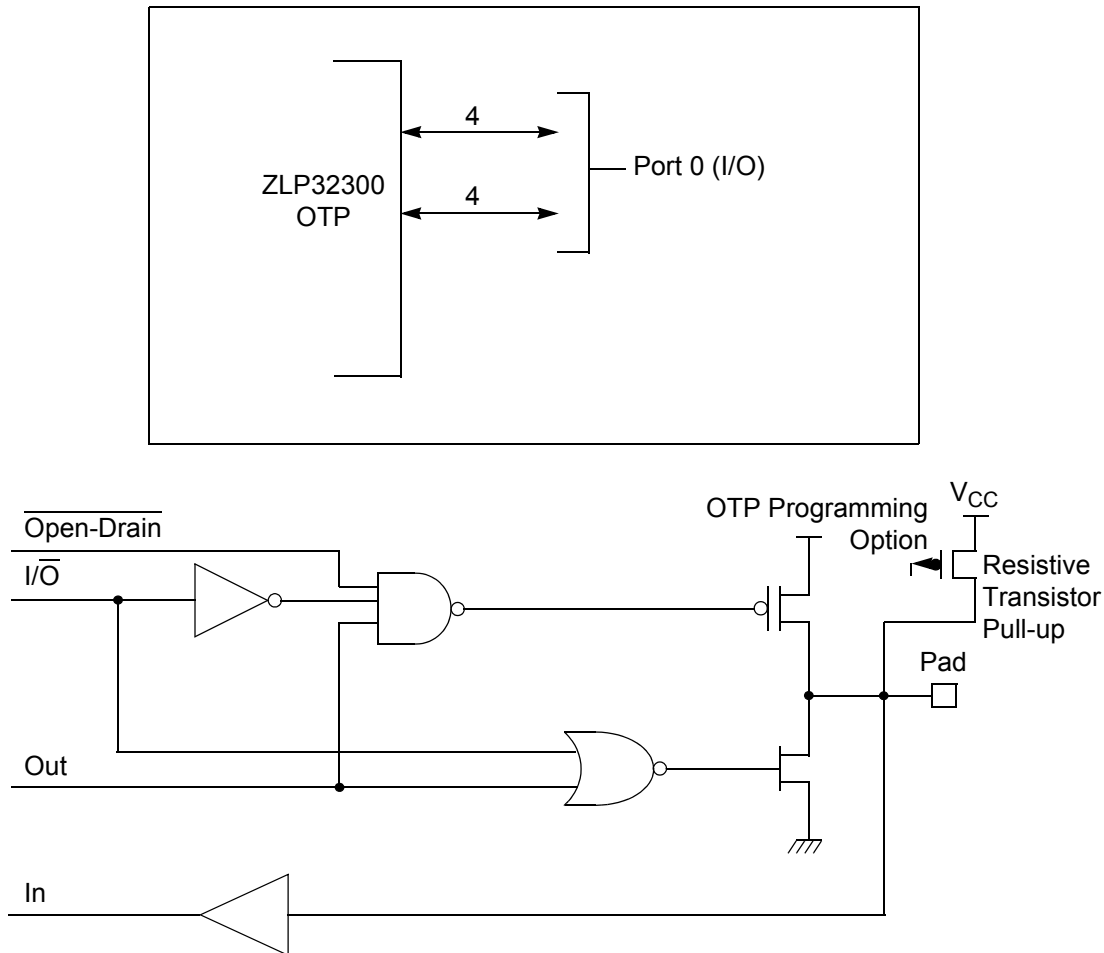 4
ZLP32300
OTP
4
Port 0 (I/O)
Open-Drain
I/O
OTP Programming
Option
VCC
Resistive
Transistor
Pull-up
Pad
Out
In